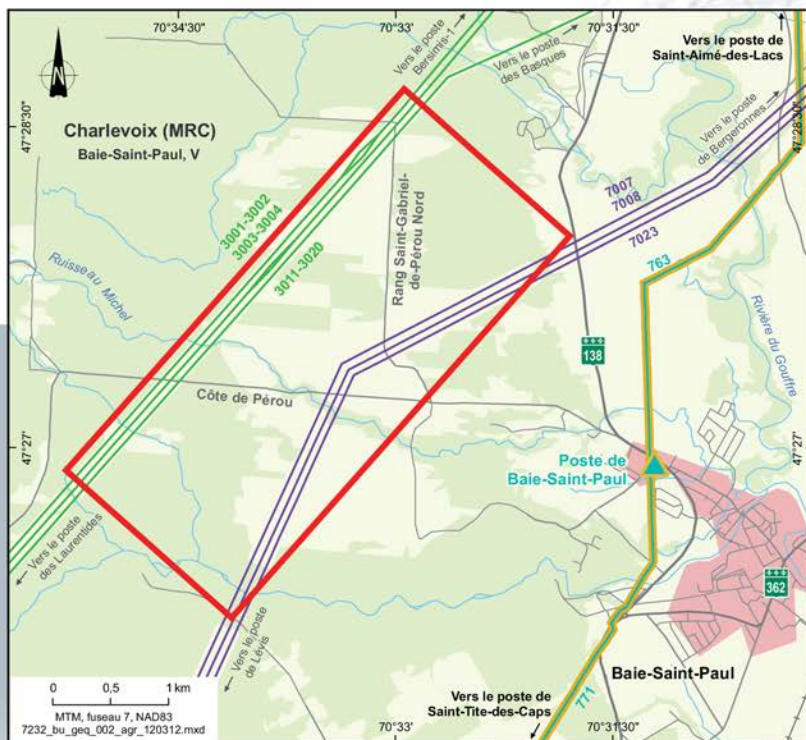 70°34'30"
70°33'
70°31'30"
Vers le poste
Bersimis-1
Vers le poste
des Basques
Vers le poste de
Saint-Aimé-des-Lacs
N
47°28'30"
47°28'30"
Charlevoix (MRC)
Baie-Saint-Paul, V
Vers le poste
de Bergeronnes
7007
7008
7023
3001-3002
3003-3004
3011-3020
Rang Saint-Gabriel-
de-Pérou Nord
763
Ruisseau Michel
Rivière du Gouffre
138
Côte de Pérou
47°27'
47°27'
Poste de
Baie-Saint-Paul
Vers le poste
des Laurentides
362
Vers le poste
de Lévis
Baie-Saint-Paul
771
Vers le poste de
Saint-Tite-des-Caps
0 0,5 1 km
MTM, fuseau 7, NAD83
7232_bu_geq_002_agr_120312.mxd
70°33'
70°31'30"